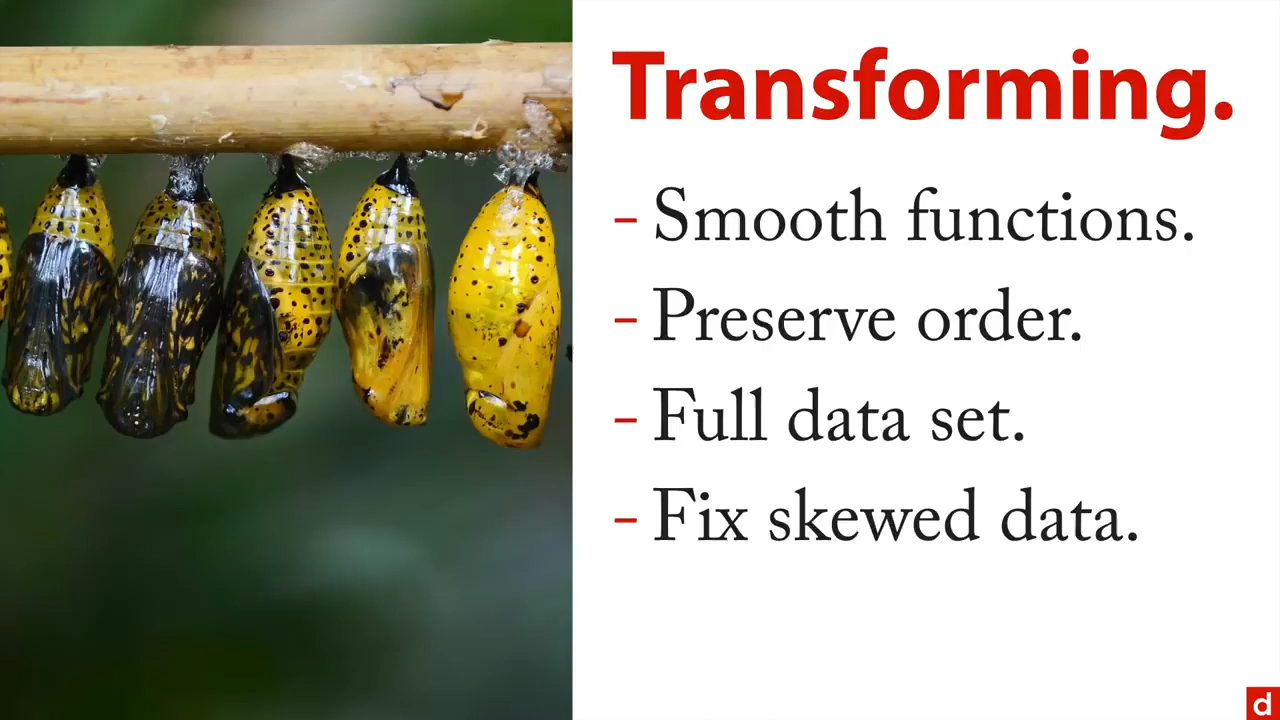 Transforming.
- Smooth functions.
- Preserve order.
- Full data set.
- Fix skewed data.
d